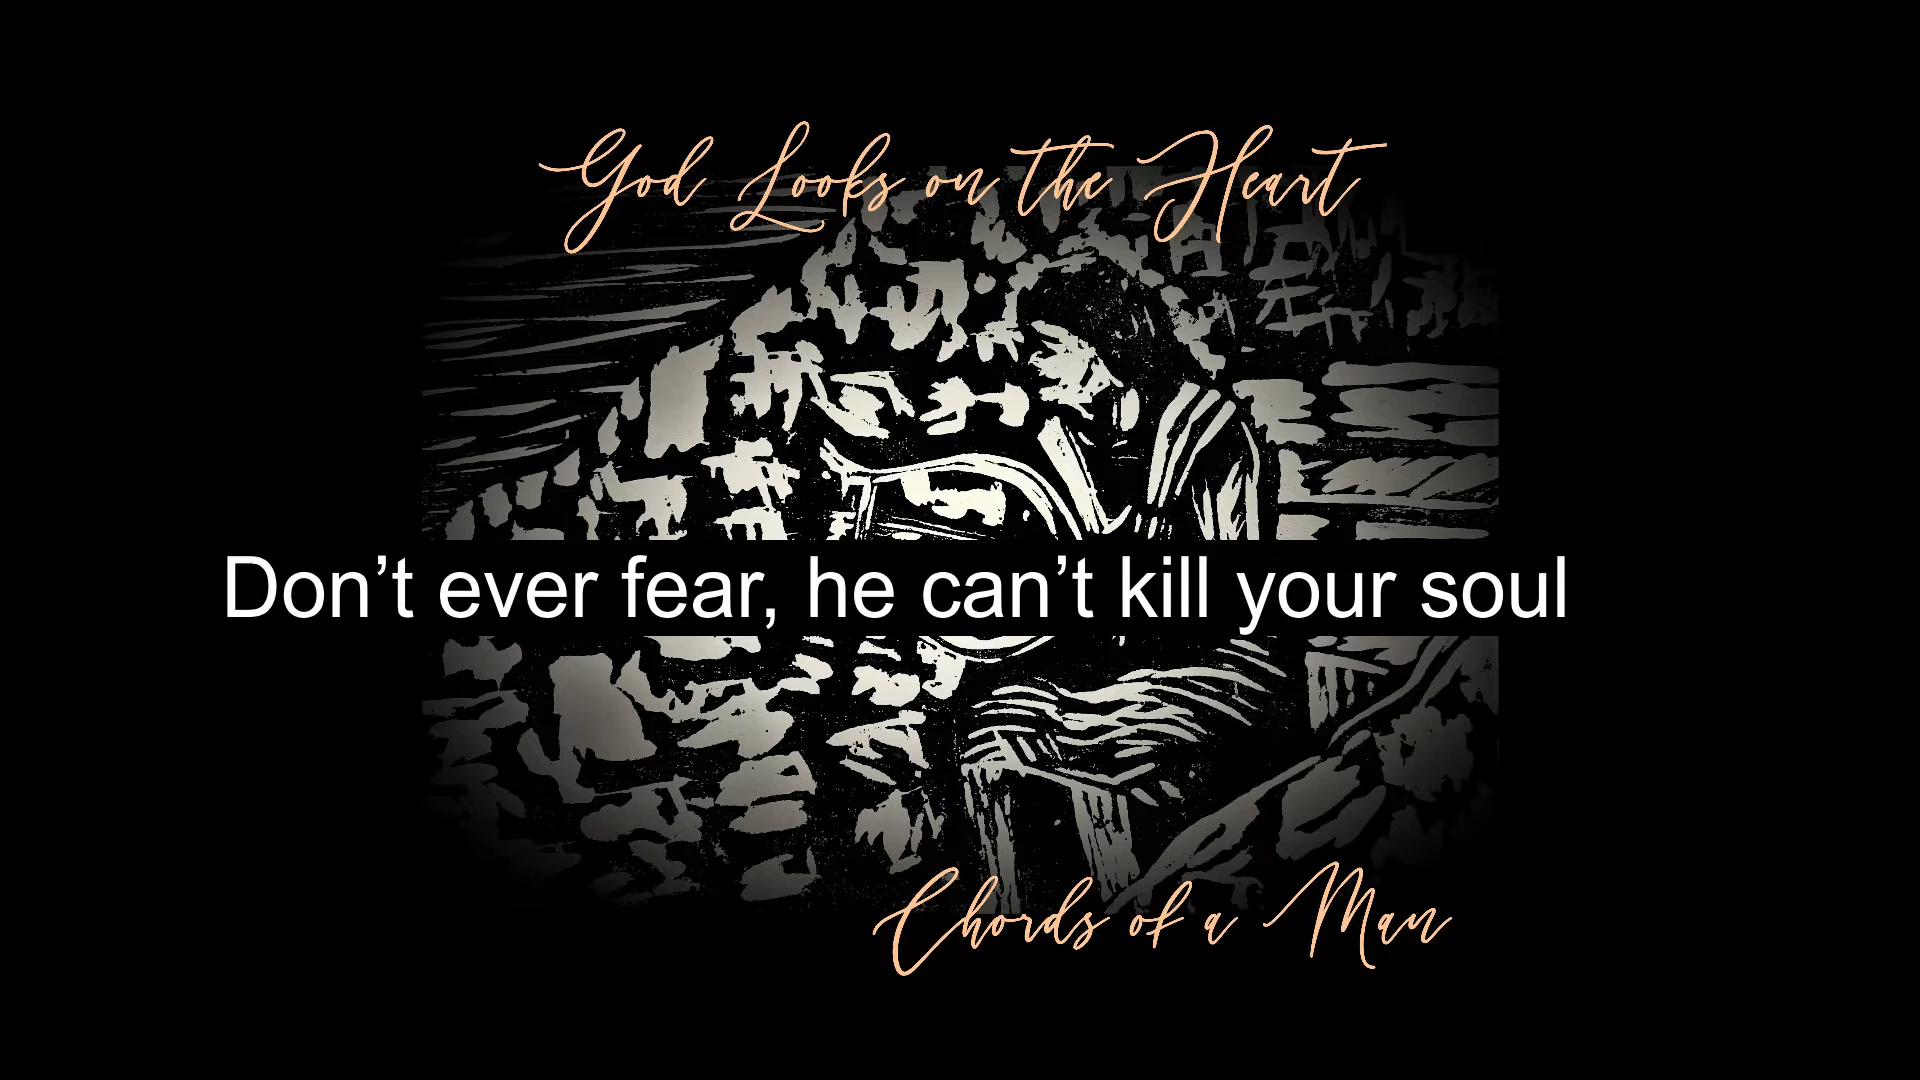 God Looks on the Heart
Don’t ever fear, he can’t kill your soul
Chords of a Man